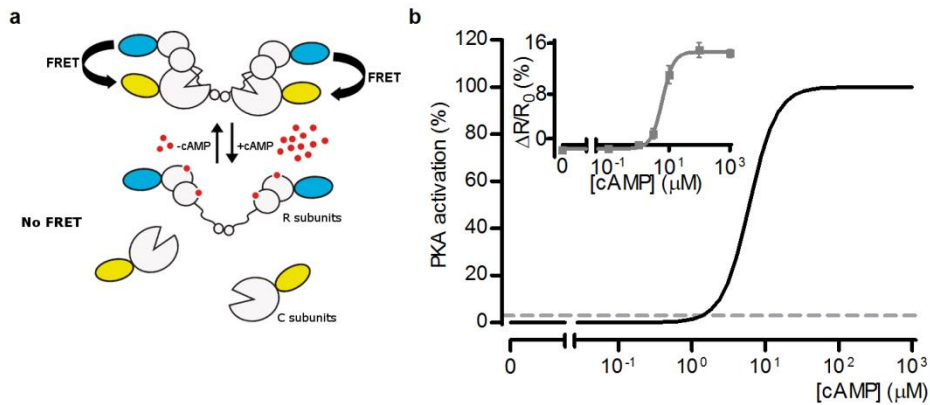 a
FRET
FRET
-cAMP
+cAMP
R subunits
No FRET
C subunits
b
PKA activation (%)
120
100
80
60
40
20
0
0
10⁻¹
10⁰
10¹
10²
10³
[cAMP] (μM)
ΔR/R₀ (%)
16
8
0
0
10⁻¹
10¹
10³
[cAMP] (μM)